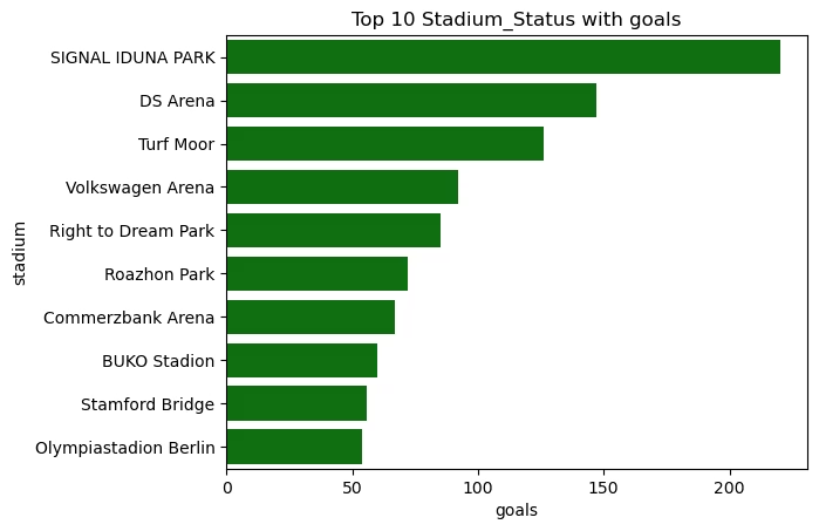 Top 10 Stadium_Status with goals
SIGNAL IDUNA PARK
DS Arena
Turf Moor
Volkswagen Arena
Right to Dream Park
Roazhon Park
Commerzbank Arena
BUKO Stadion
Stamford Bridge
Olympiastadion Berlin
stadium
0 50 100 150 200
goals